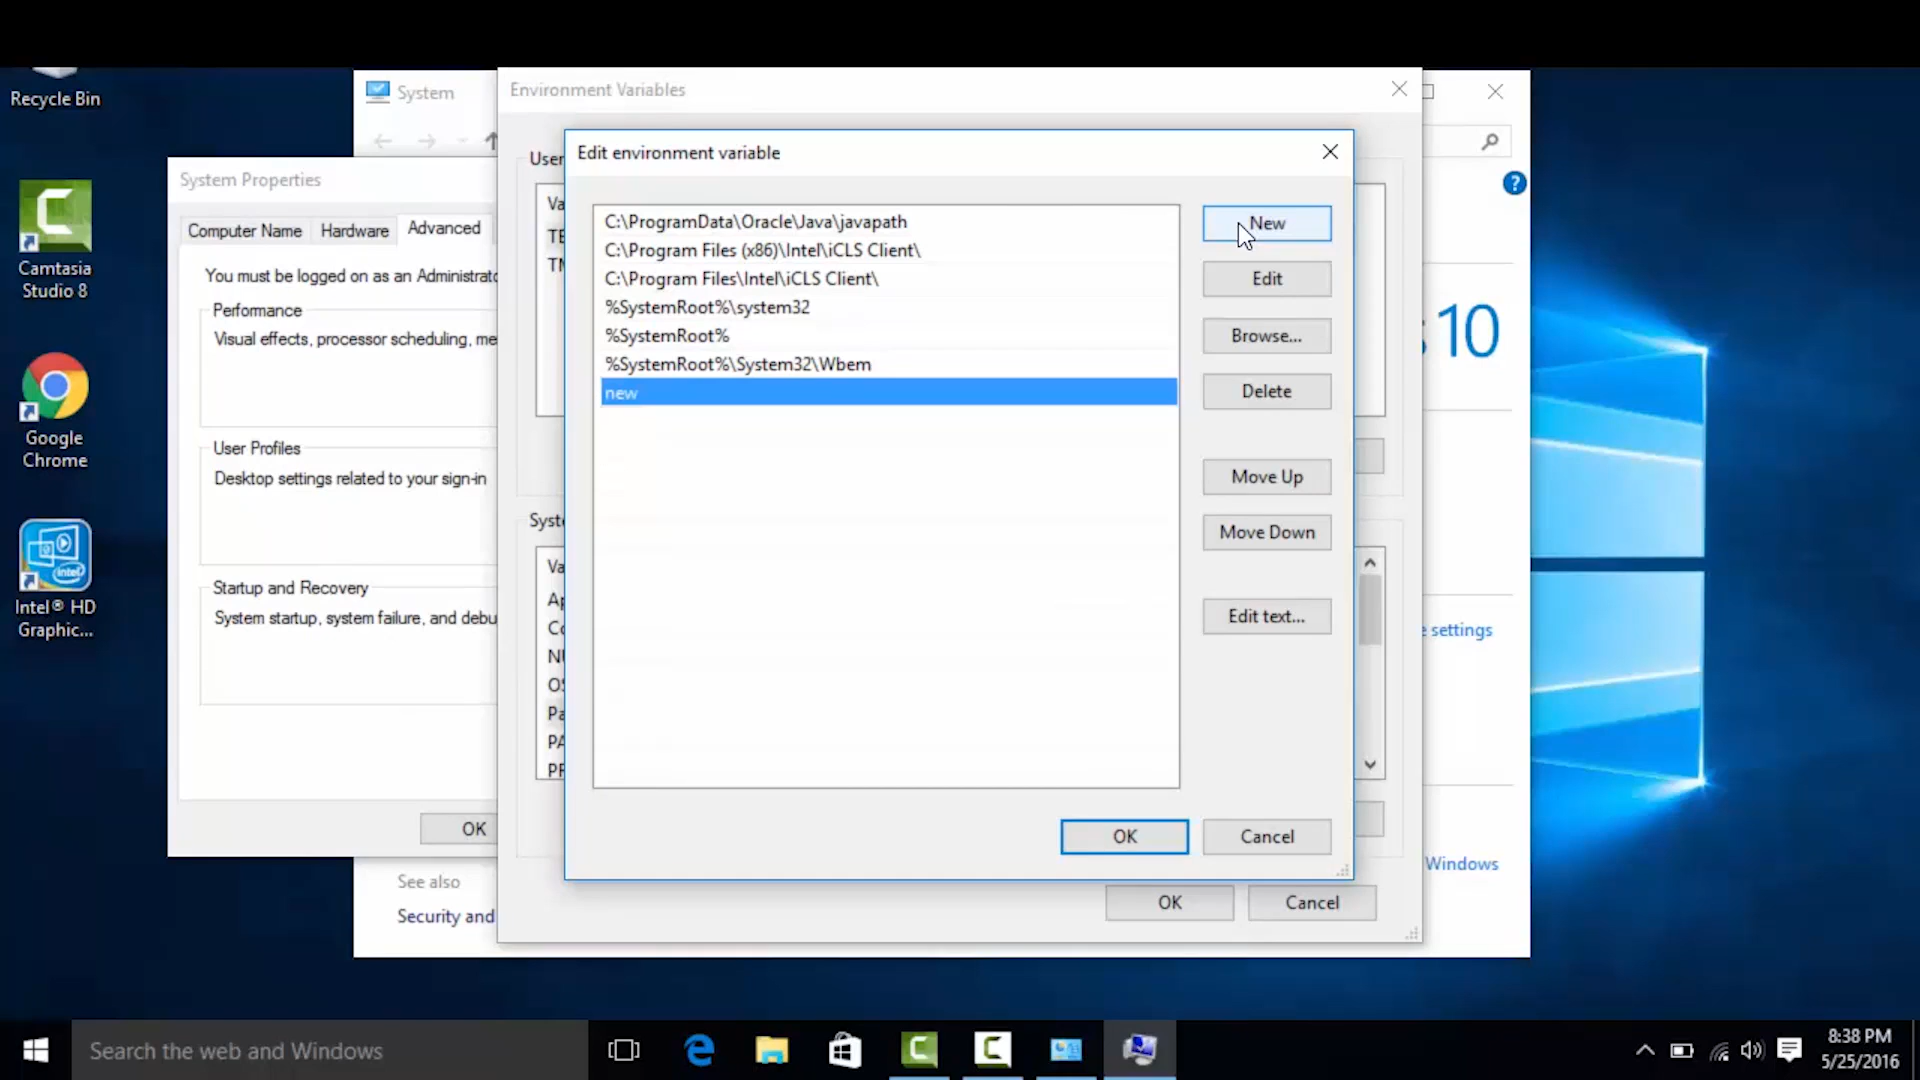 Recycle Bin
Camtasia
Studio 8
Google
Chrome
Intel® HD
Graphic...
System
System Properties
Computer Name
Hardware
Advanced
You must be logged on as an Administrato
Performance
Visual effects, processor scheduling, me
User Profiles
Desktop settings related to your sign-in
Startup and Recovery
System startup, system failure, and debu
OK
See also
Security and
Environment Variables
User
Va
TE
TM
Syste
Va
Ap
Co
NU
OS
Pa
PA
PR
OK
Cancel
Edit environment variable
C:\ProgramData\Oracle\Java\javapath
C:\Program Files (x86)\Intel\iCLS Client\
C:\Program Files\Intel\iCLS Client\
%SystemRoot%\system32
%SystemRoot%
%SystemRoot%\System32\Wbem
new
New
Edit
Browse...
Delete
Move Up
Move Down
Edit text...
OK
Cancel
?
10
e settings
Windows
Search the web and Windows
8:38 PM
5/25/2016